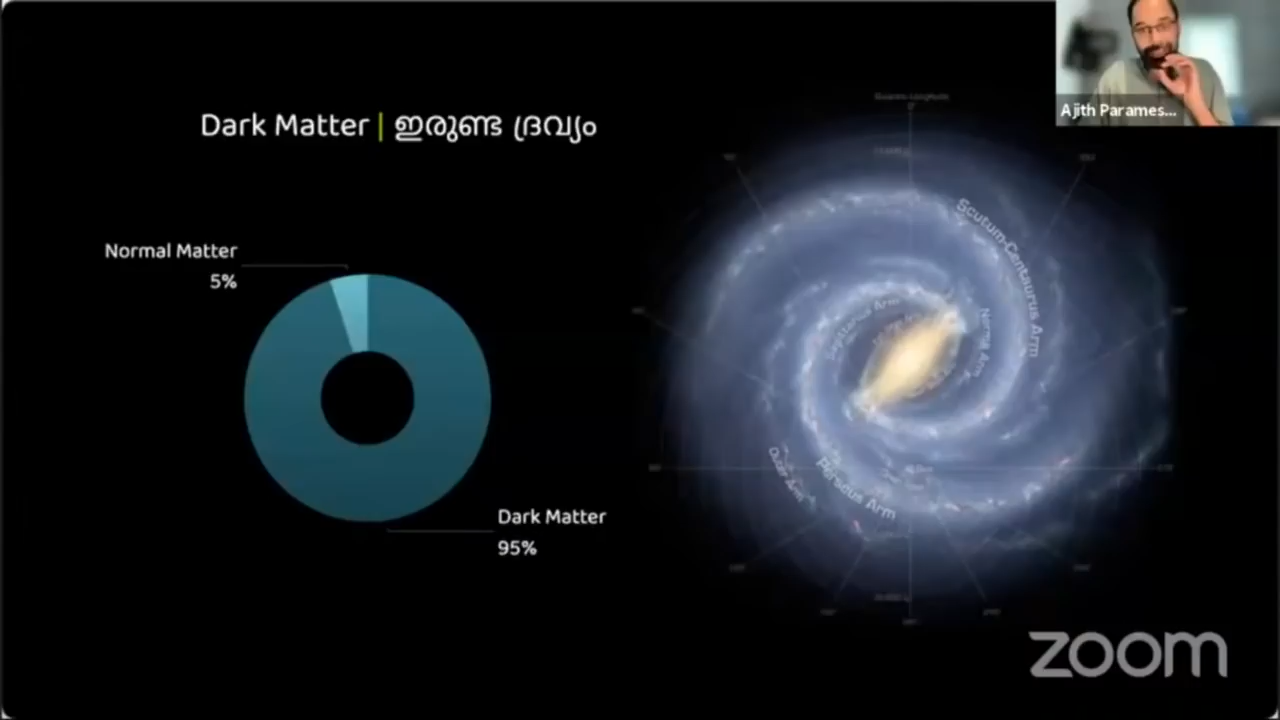 Dark Matter | ഇരുണ്ട ദ്രവ്യം
Ajith Parames...
Normal Matter
5%
Dark Matter
95%
Scutum-Centaurus Arm
Sagittarius Arm
Norma Arm
Outer Arm
Perseus Arm
zoom